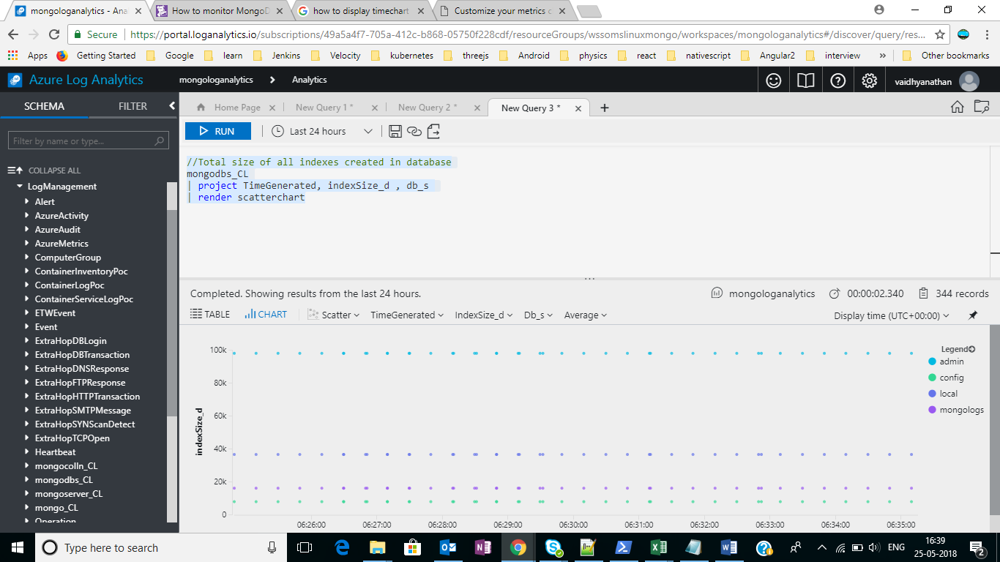 mongologanalytics - Ana
How to monitor MongoD
how to display timechart
Customize your metrics c
Secure
https://portal.loganalytics.io/subscriptions/49a5a4f7-705a-412c-b868-05750f228cdf/resourceGroups/wssomslinuxmongo/workspaces/mongologanalytics#/discover/query/res...
Apps Getting Started Google learn Jenkins Velocity kubernetes threejs Android physics react nativescript Angular2 interview » Other bookmarks
Azure Log Analytics mongologanalytics > Analytics vaidhyanathan
SCHEMA FILTER
Home Page New Query 1 * New Query 2 * New Query 3 *
RUN Last 24 hours
Filter by name or type...
COLLAPSE ALL
LogManagement
Alert
AzureActivity
AzureAudit
AzureMetrics
ComputerGroup
ContainerInventoryPoc
ContainerLogPoc
ContainerServiceLogPoc
ETWEvent
Event
ExtraHopDBLogin
ExtraHopDBTransaction
ExtraHopDNSResponse
ExtraHopFTPResponse
ExtraHopHTTPTransaction
ExtraHopSMTPMessage
ExtraHopSYNScanDetect
ExtraHopTCPOpen
Heartbeat
mongocolln_CL
mongodbs_CL
mongoserver_CL
mongo_CL
Operation
//Total size of all indexes created in database
mongodbs_CL
| project TimeGenerated, indexSize_d , db_s
| render scatterchart
Completed. Showing results from the last 24 hours. mongologanalytics 00:00:02.340 344 records
TABLE CHART Scatter TimeGenerated IndexSize_d Db_s Average Display time (UTC+00:00)
indexSize_d
100k
80k
60k
40k
20k
0
06:26:00 06:27:00 06:28:00 06:29:00 06:30:00 06:31:00 06:32:00 06:33:00 06:34:00 06:35:00
Legend
admin
config
local
mongologs
Type here to search
ENG
16:39
25-05-2018
2